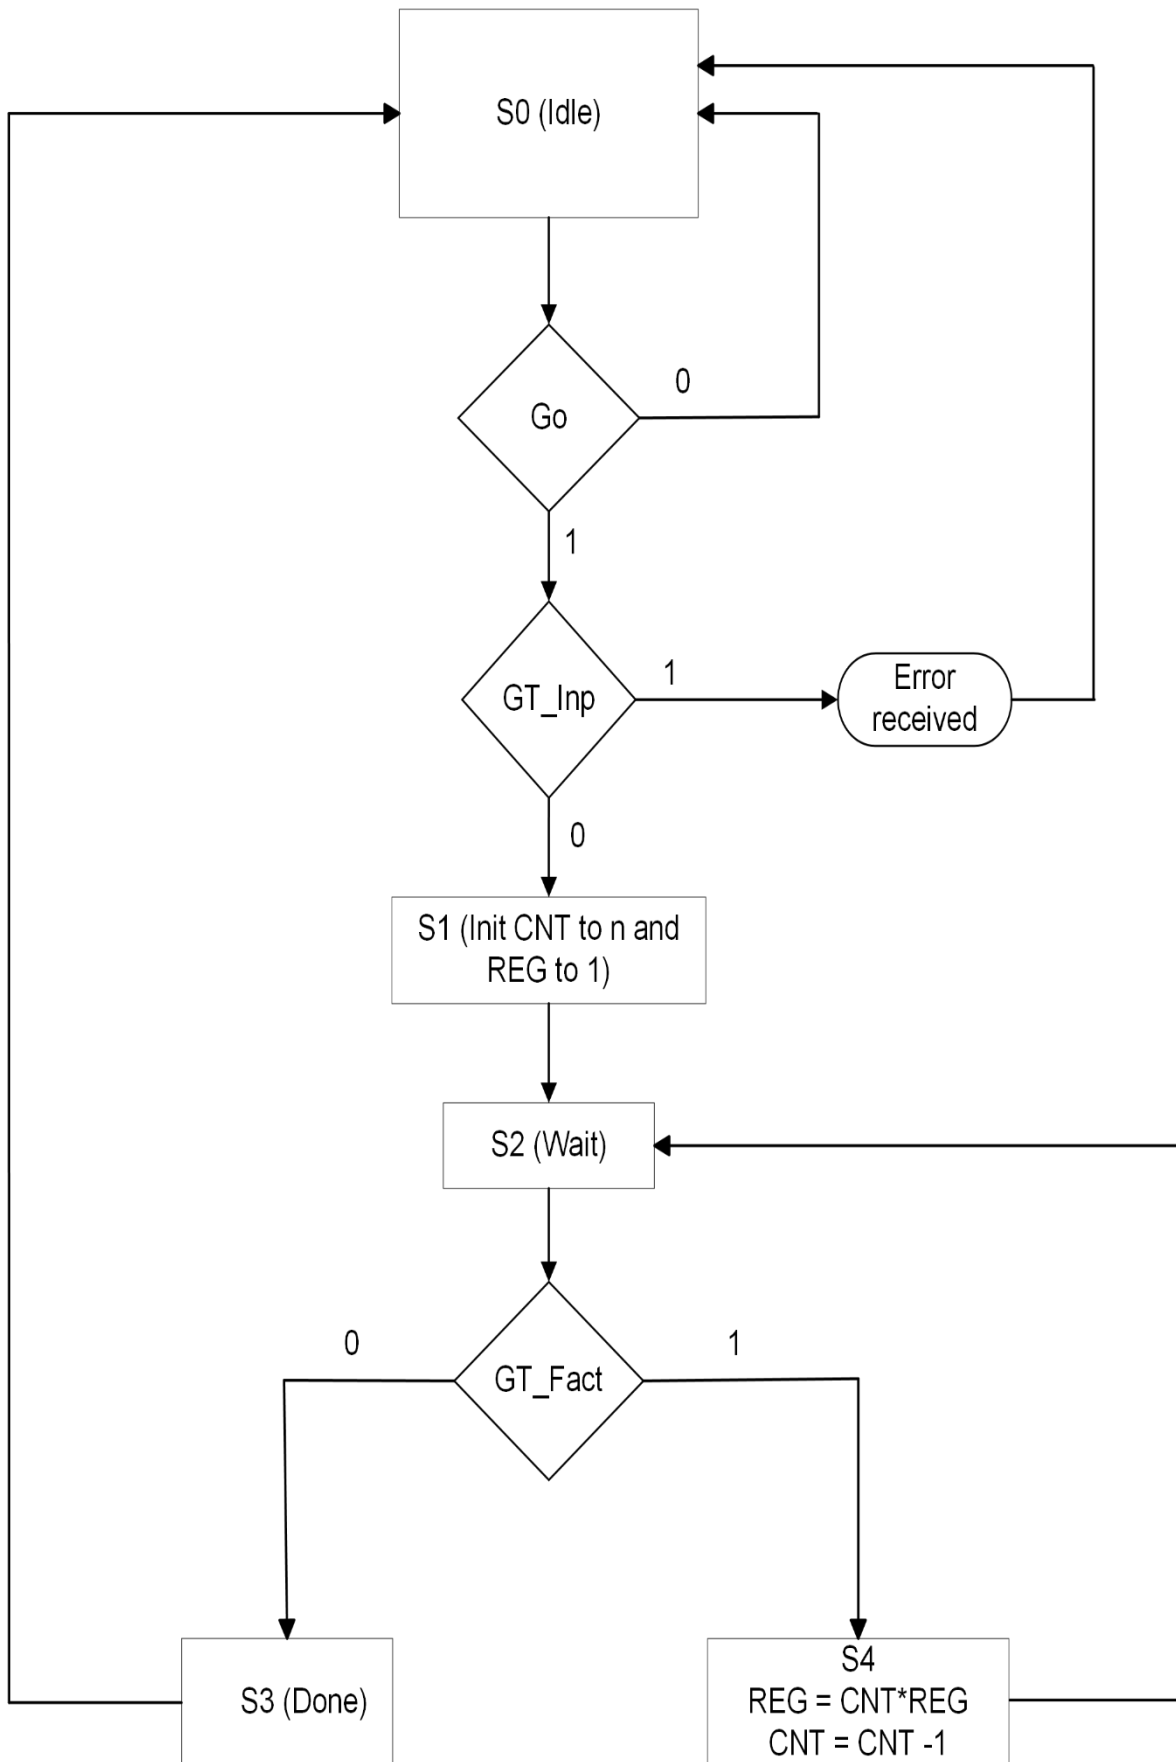 S0 (Idle)
Go
0
1
GT_Inp
1
Error
received
0
S1 (Init CNT to n and
REG to 1)
S2 (Wait)
0
1
GT_Fact
S3 (Done)
S4
REG = CNT*REG
CNT = CNT -1